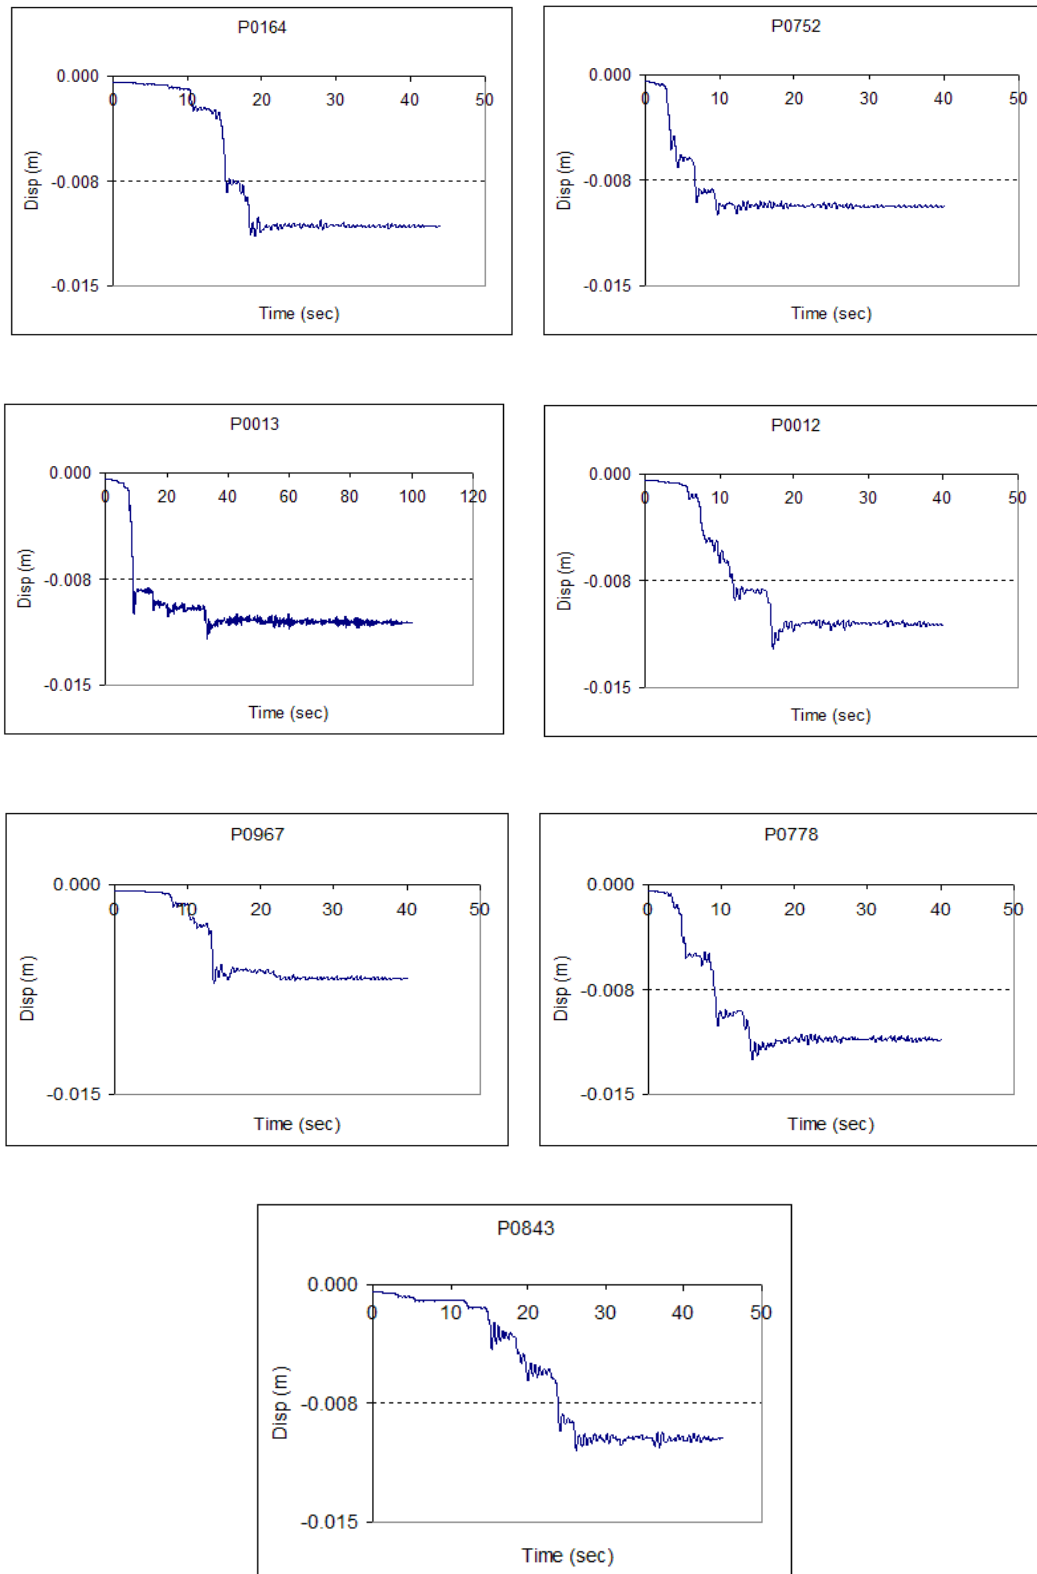 P0164
0.000
0 10 20 30 40 50
-0.008
-0.015
Disp (m)
Time (sec)
P0752
0.000
0 10 20 30 40 50
-0.008
-0.015
Disp (m)
Time (sec)
P0013
0.000
0 20 40 60 80 100 120
-0.008
-0.015
Disp (m)
Time (sec)
P0012
0.000
0 10 20 30 40 50
-0.008
-0.015
Disp (m)
Time (sec)
P0967
0.000
0 10 20 30 40 50
-0.015
Disp (m)
Time (sec)
P0778
0.000
0 10 20 30 40 50
-0.008
-0.015
Disp (m)
Time (sec)
P0843
0.000
0 10 20 30 40 50
-0.008
-0.015
Disp (m)
Time (sec)